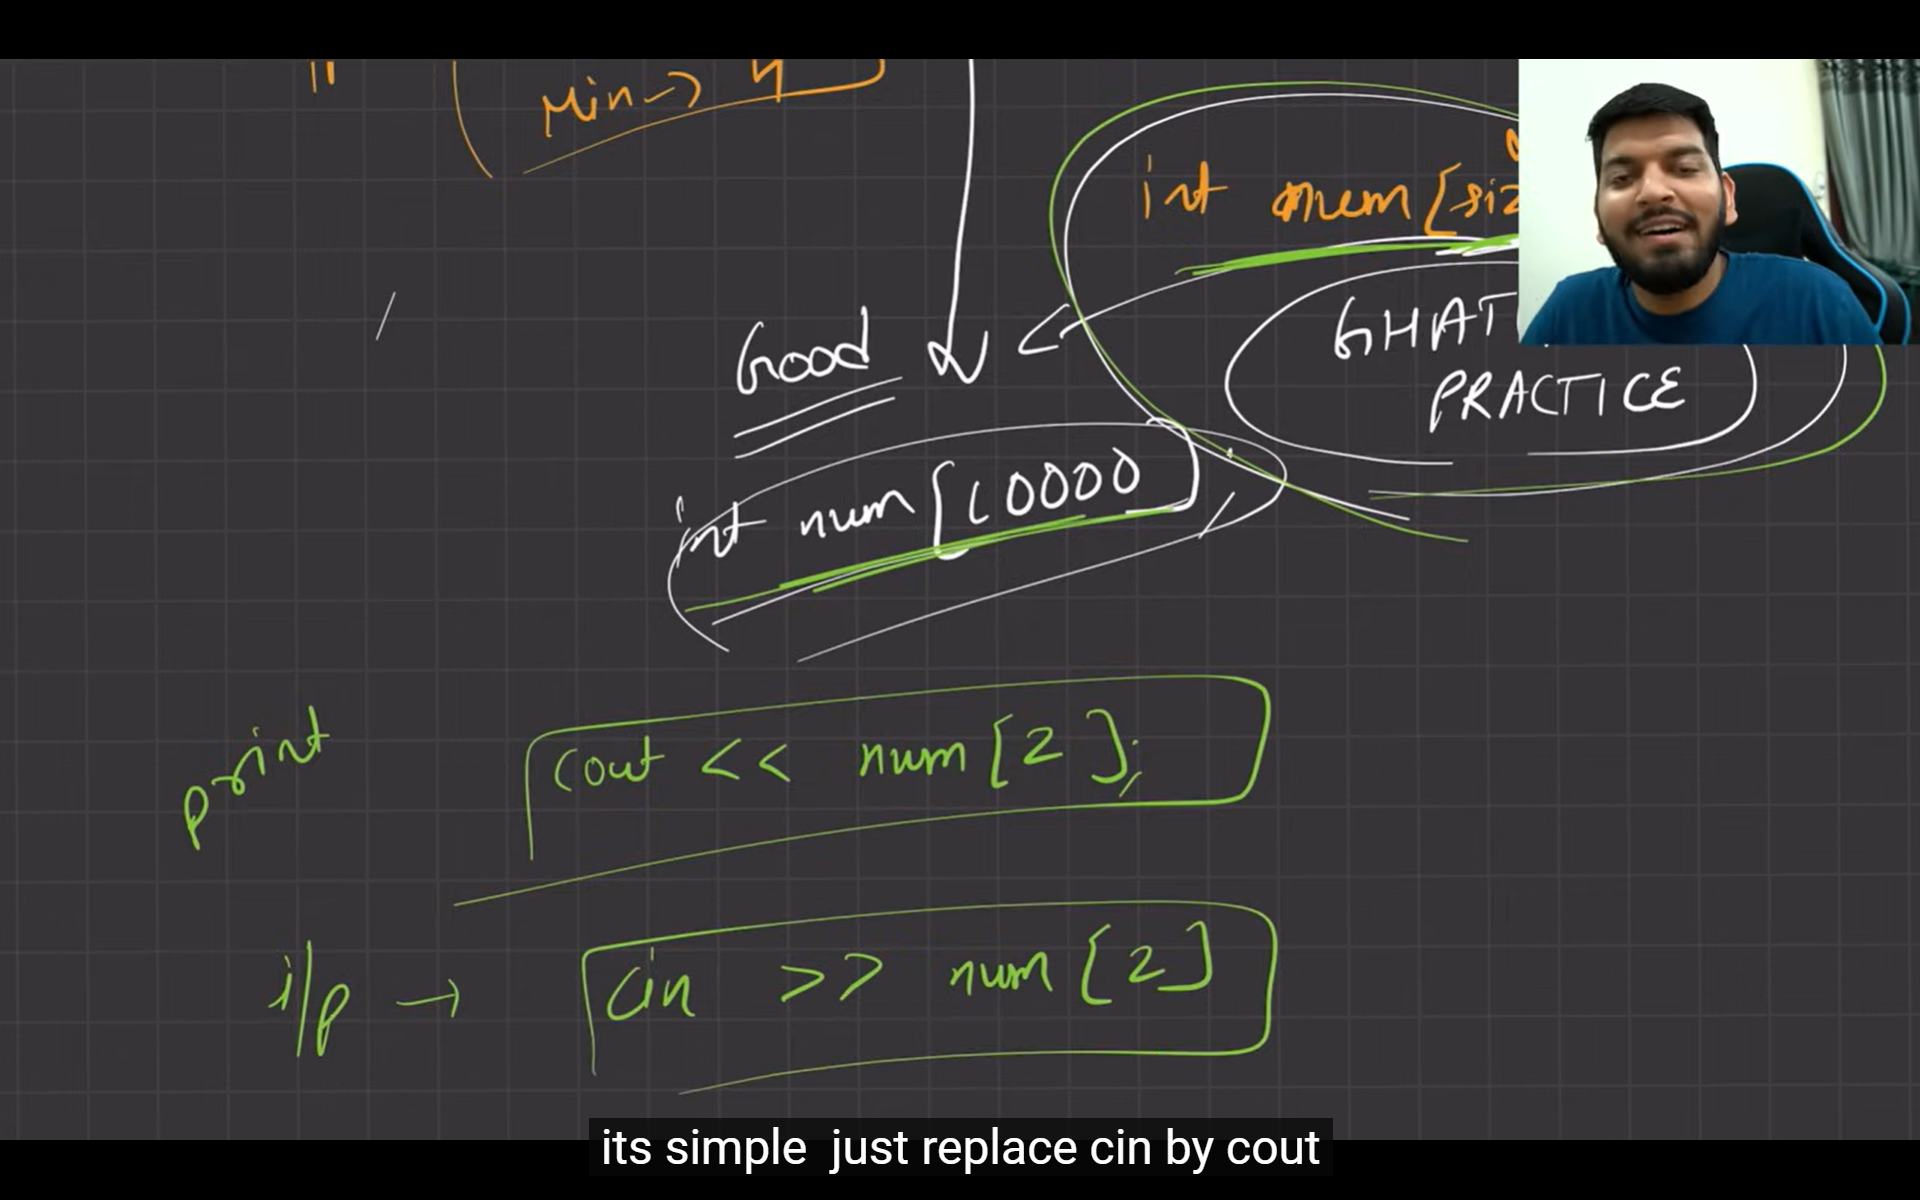 Min → 4
int num [siz
GHAT
Good
PRACTICE
int num [10000]
print
cout << num [2];
i/p → cin >> num [2]
its simple just replace cin by cout